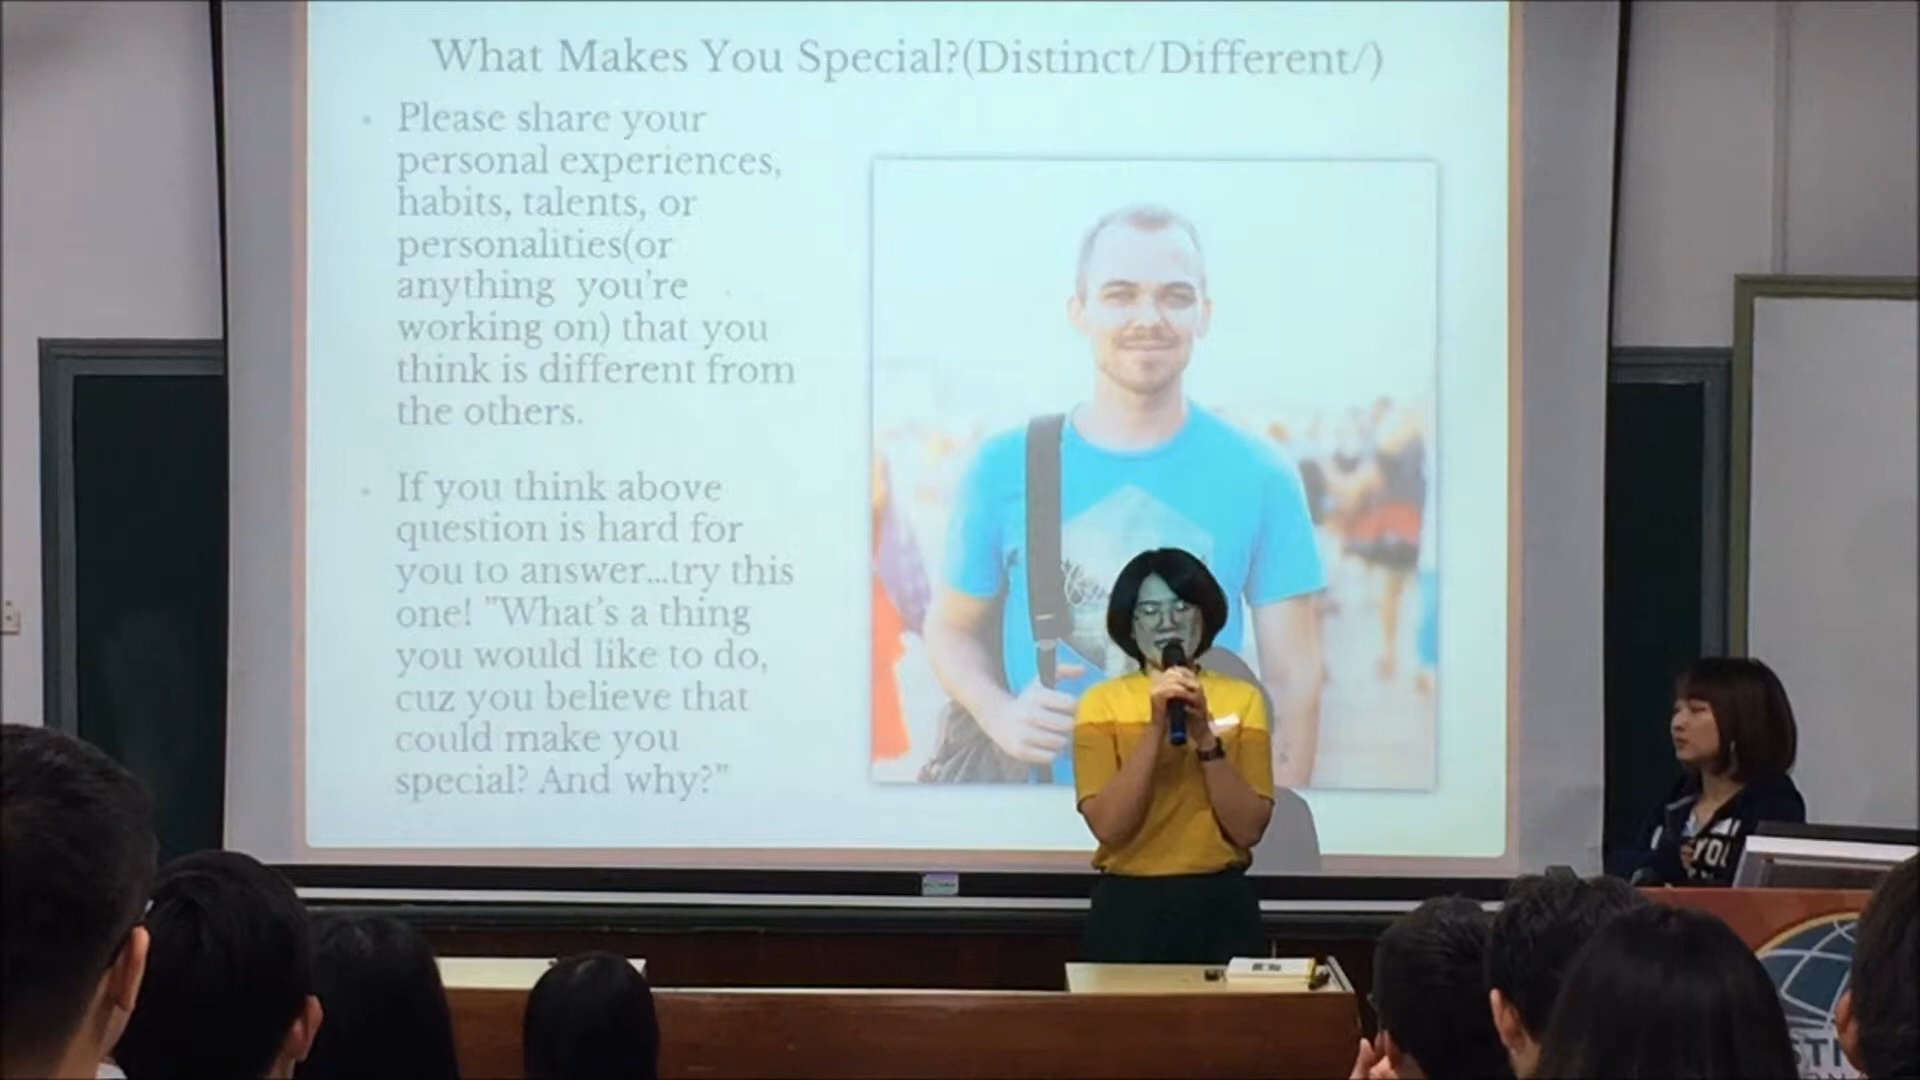 What Makes You Special?(Distinct/Different/)
Please share your
personal experiences,
habits, talents, or
personalities(or
anything you're
working on) that you
think is different from
the others.
If you think above
question is hard for
you to answer...try this
one! "What's a thing
you would like to do,
cuz you believe that
could make you
special? And why?"